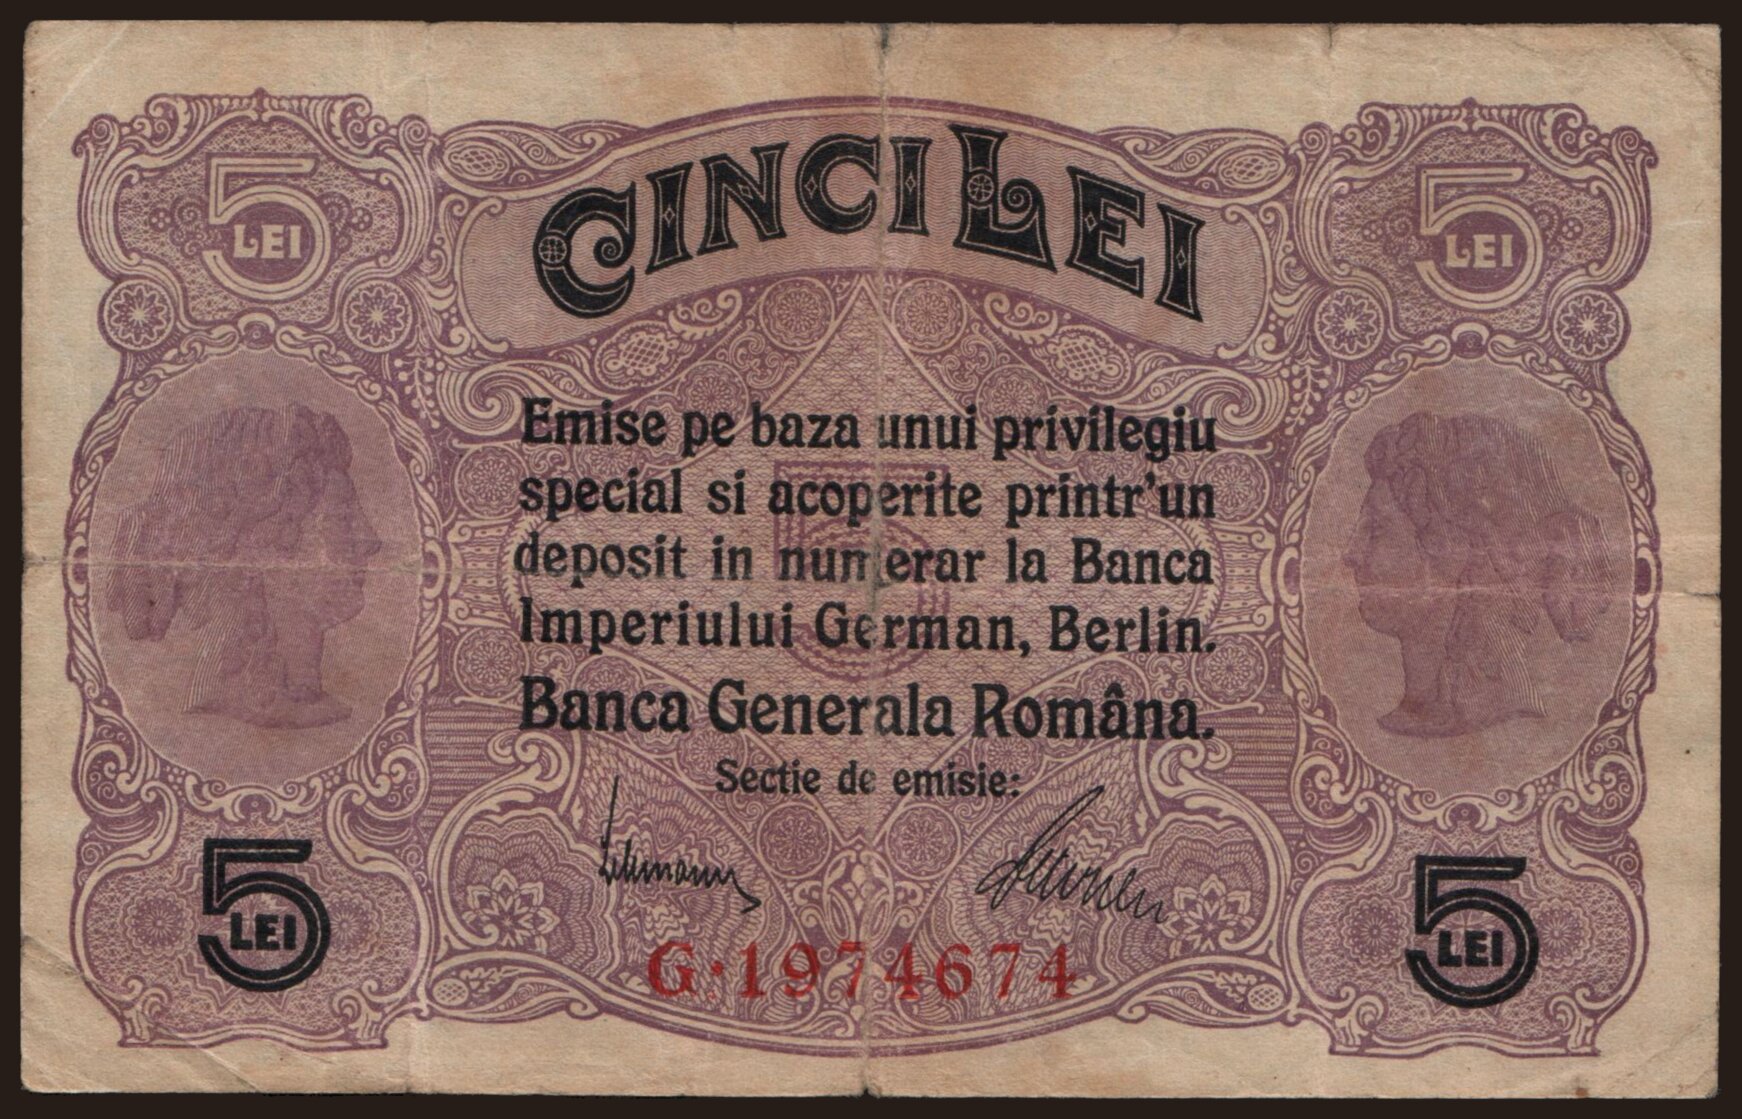 5 LEI
CINCI LEI
5 LEI
Emise pe baza unui privilegiu
special si acoperite printr'un
deposit in numerar la Banca
Imperiului German, Berlin.
Banca Generala Româna.
Sectie de emisie:
5 LEI
G·1974674
5 LEI